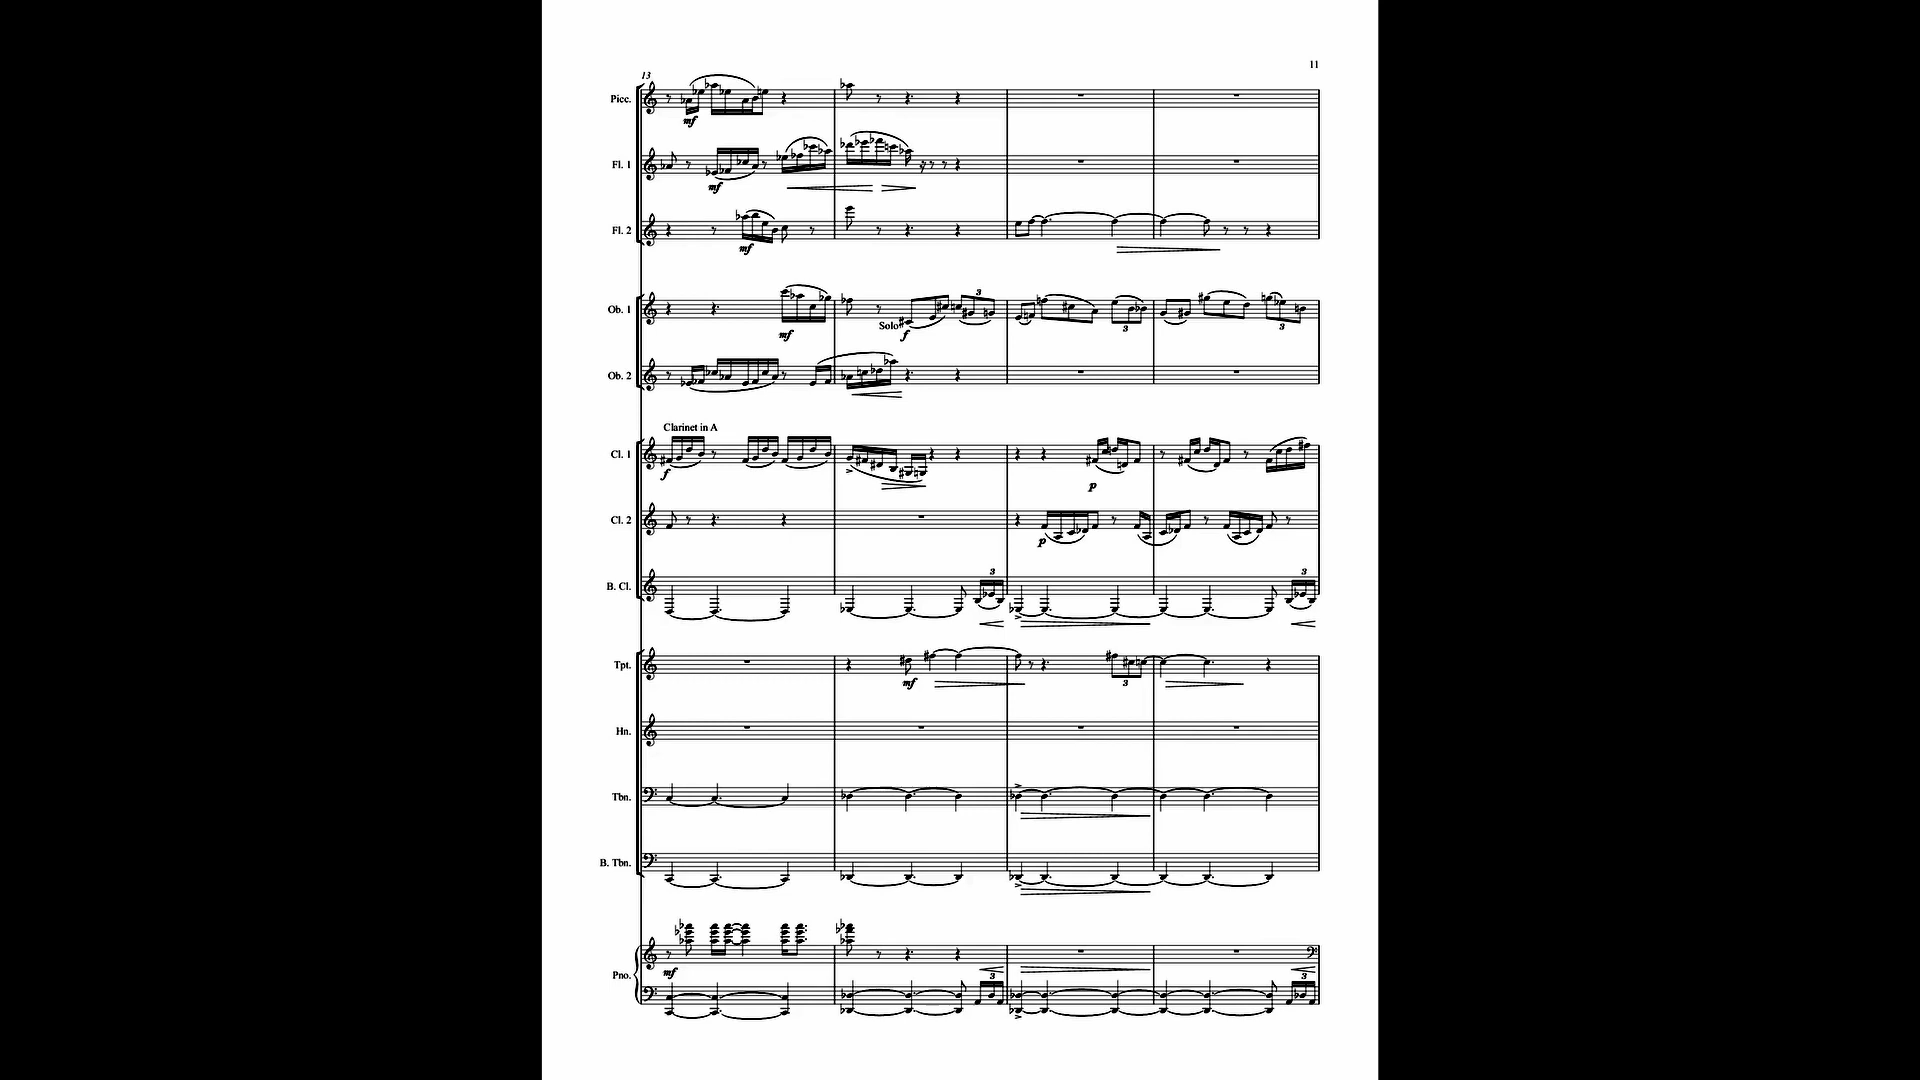 11
13
Picc.
mf
Fl. 1
mf
Fl. 2
mf
Ob. 1
mf
Solo
f
3
3
3
Ob. 2
Clarinet in A
Cl. 1
f
p
Cl. 2
p
B. Cl.
3
3
Tpt.
mf
3
Hn.
Tbn.
B. Tbn.
Pno.
mf
3
3